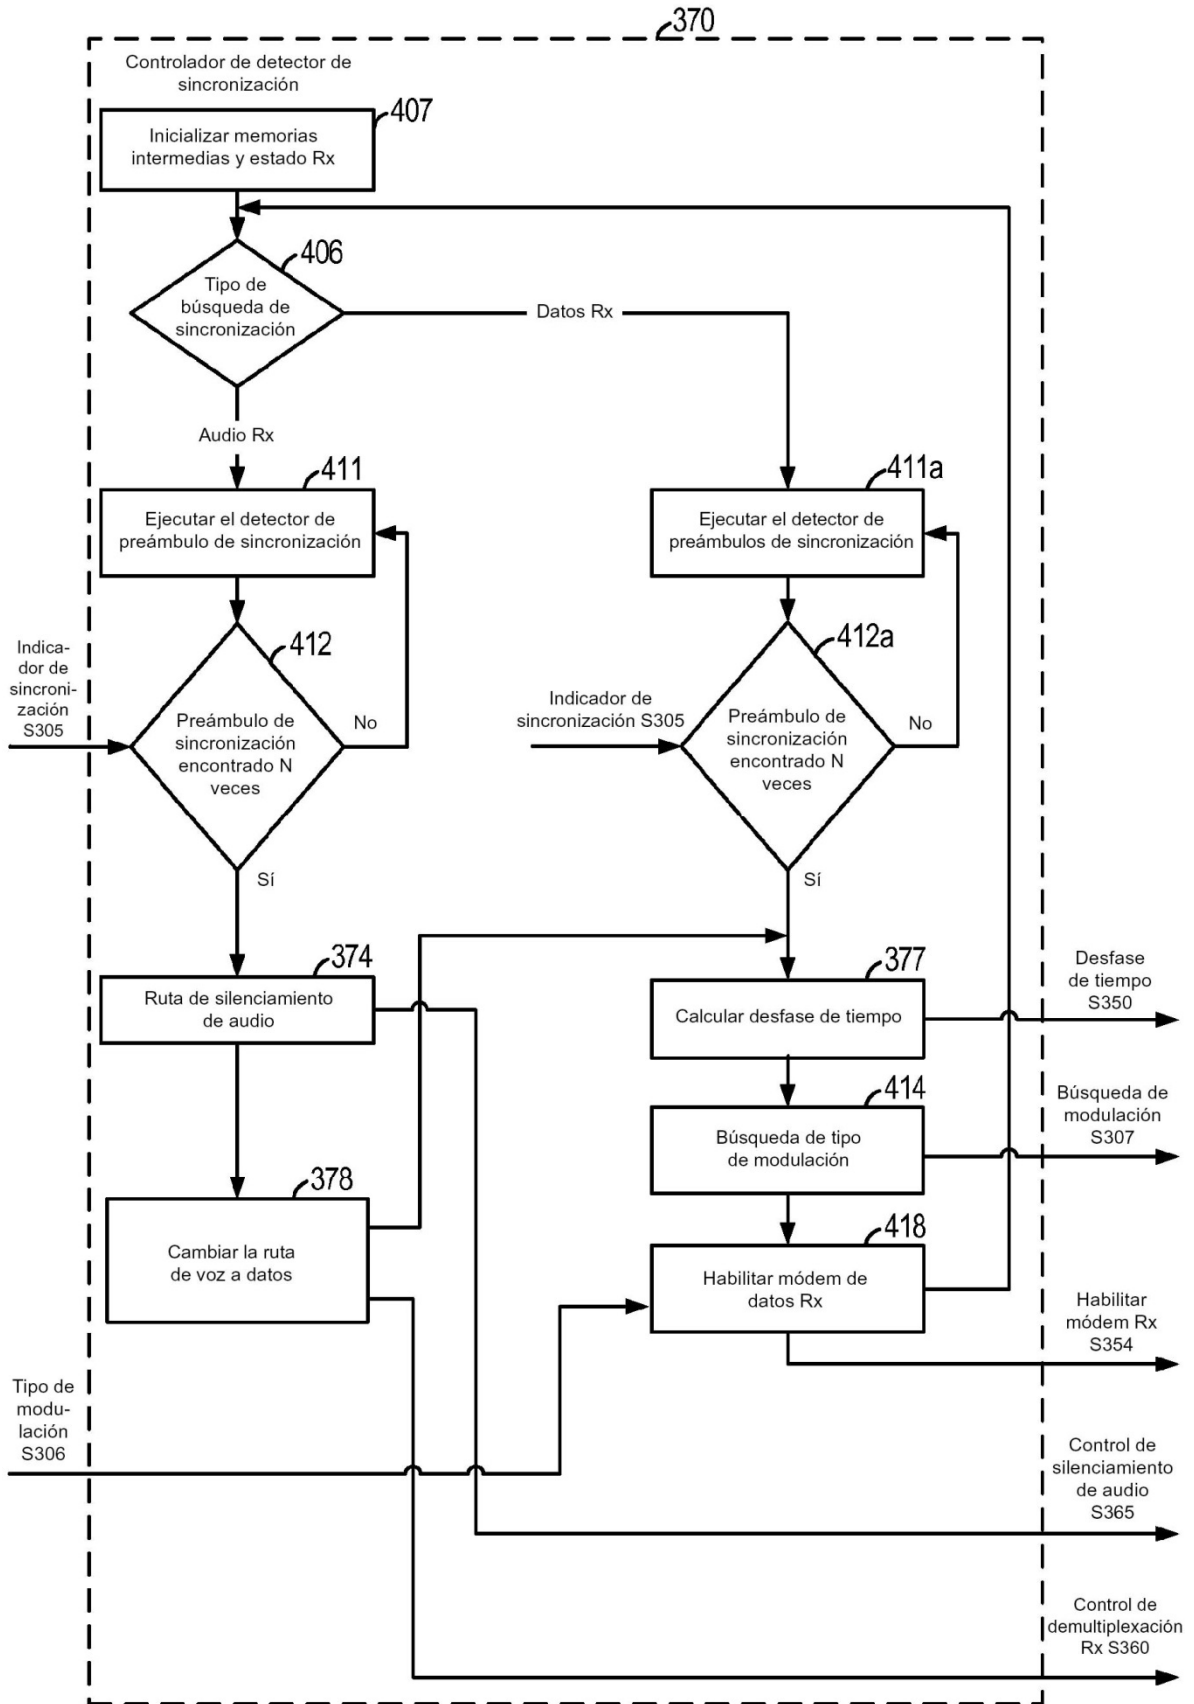 370
Controlador de detector de
sincronización
407
Inicializar memorias
intermedias y estado Rx
406
Tipo de
búsqueda de
sincronización
Datos Rx
Audio Rx
411
Ejecutar el detector de
preámbulo de sincronización
411a
Ejecutar el detector de
preámbulos de sincronización
412
Indica-
dor de
sincroni-
zación
S305
Preámbulo de
sincronización
encontrado N
veces
No
412a
Indicador de
sincronización S305
Preámbulo de
sincronización
encontrado N
veces
No
Sí
Sí
374
Ruta de silenciamiento
de audio
377
Calcular desfase de tiempo
Desfase
de tiempo
S350
414
Búsqueda de tipo
de modulación
Búsqueda de
modulación
S307
378
Cambiar la ruta
de voz a datos
418
Habilitar módem de
datos Rx
Habilitar
módem Rx
S354
Tipo de
modu-
lación
S306
Control de
silenciamiento
de audio
S365
Control de
demultiplexación
Rx S360